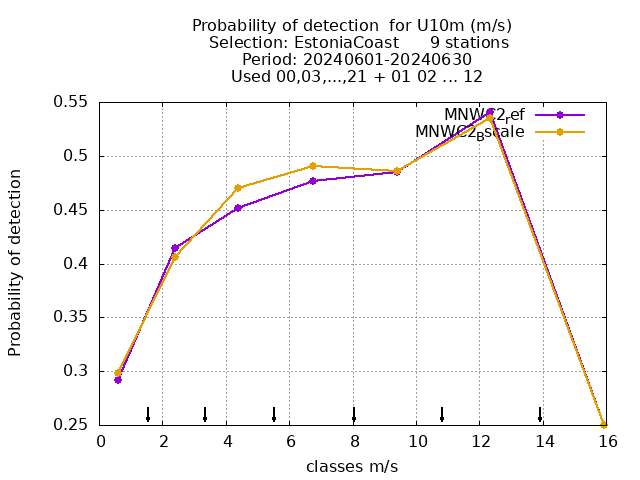 Probability of detection  for U10m (m/s)
Selection: EstoniaCoast      9 stations
Period: 20240601-20240630
Used 00,03,...,21 + 01 02 ... 12
MNWC2ref
MNWC2Bscale
Probability of detection
0.55
0.5
0.45
0.4
0.35
0.3
0.25
0 2 4 6 8 10 12 14 16
classes m/s